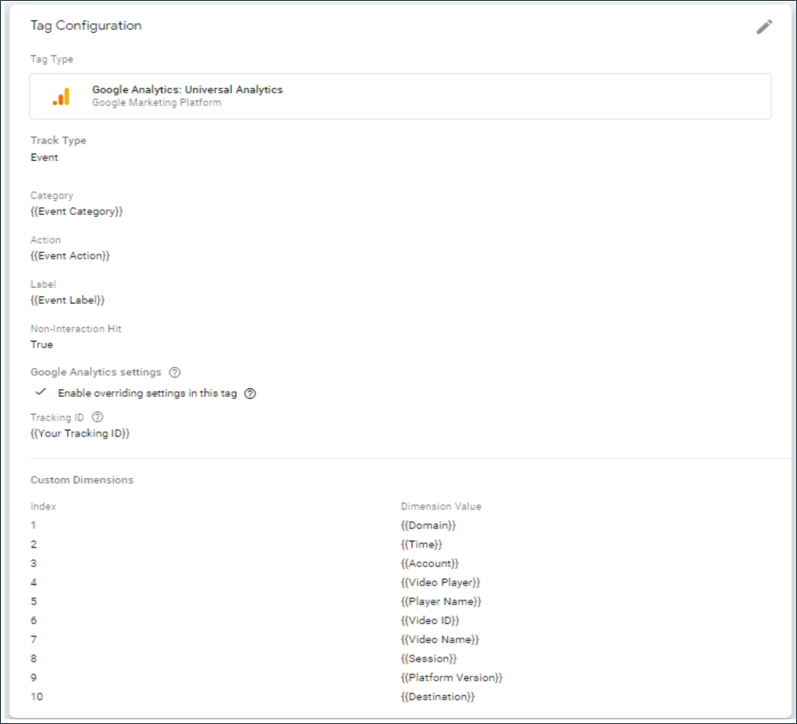 Tag Configuration
Tag Type
Google Analytics: Universal Analytics
Google Marketing Platform
Track Type
Event
Category
{{Event Category}}
Action
{{Event Action}}
Label
{{Event Label}}
Non-Interaction Hit
True
Google Analytics settings ?
Enable overriding settings in this tag ?
Tracking ID ?
{{Your Tracking ID}}
Custom Dimensions
Index Dimension Value
1 {{Domain}}
2 {{Time}}
3 {{Account}}
4 {{Video Player}}
5 {{Player Name}}
6 {{Video ID}}
7 {{Video Name}}
8 {{Session}}
9 {{Platform Version}}
10 {{Destination}}